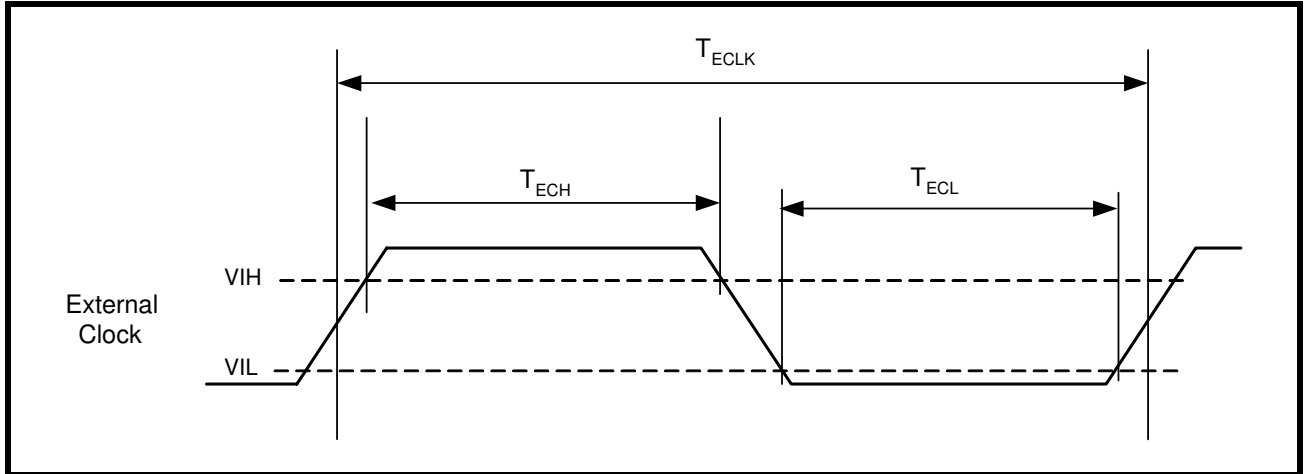 T_ECLK
T_ECH
T_ECL
VIH
External
Clock
VIL